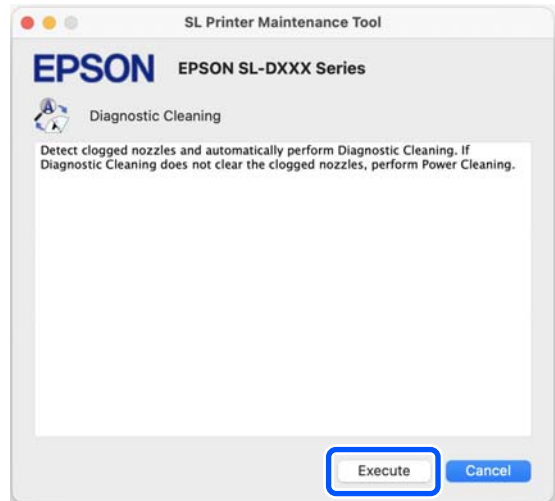 SL Printer Maintenance Tool
EPSON EPSON SL-DXXX Series
A
Diagnostic Cleaning
Detect clogged nozzles and automatically perform Diagnostic Cleaning. If
Diagnostic Cleaning does not clear the clogged nozzles, perform Power Cleaning.
Execute Cancel